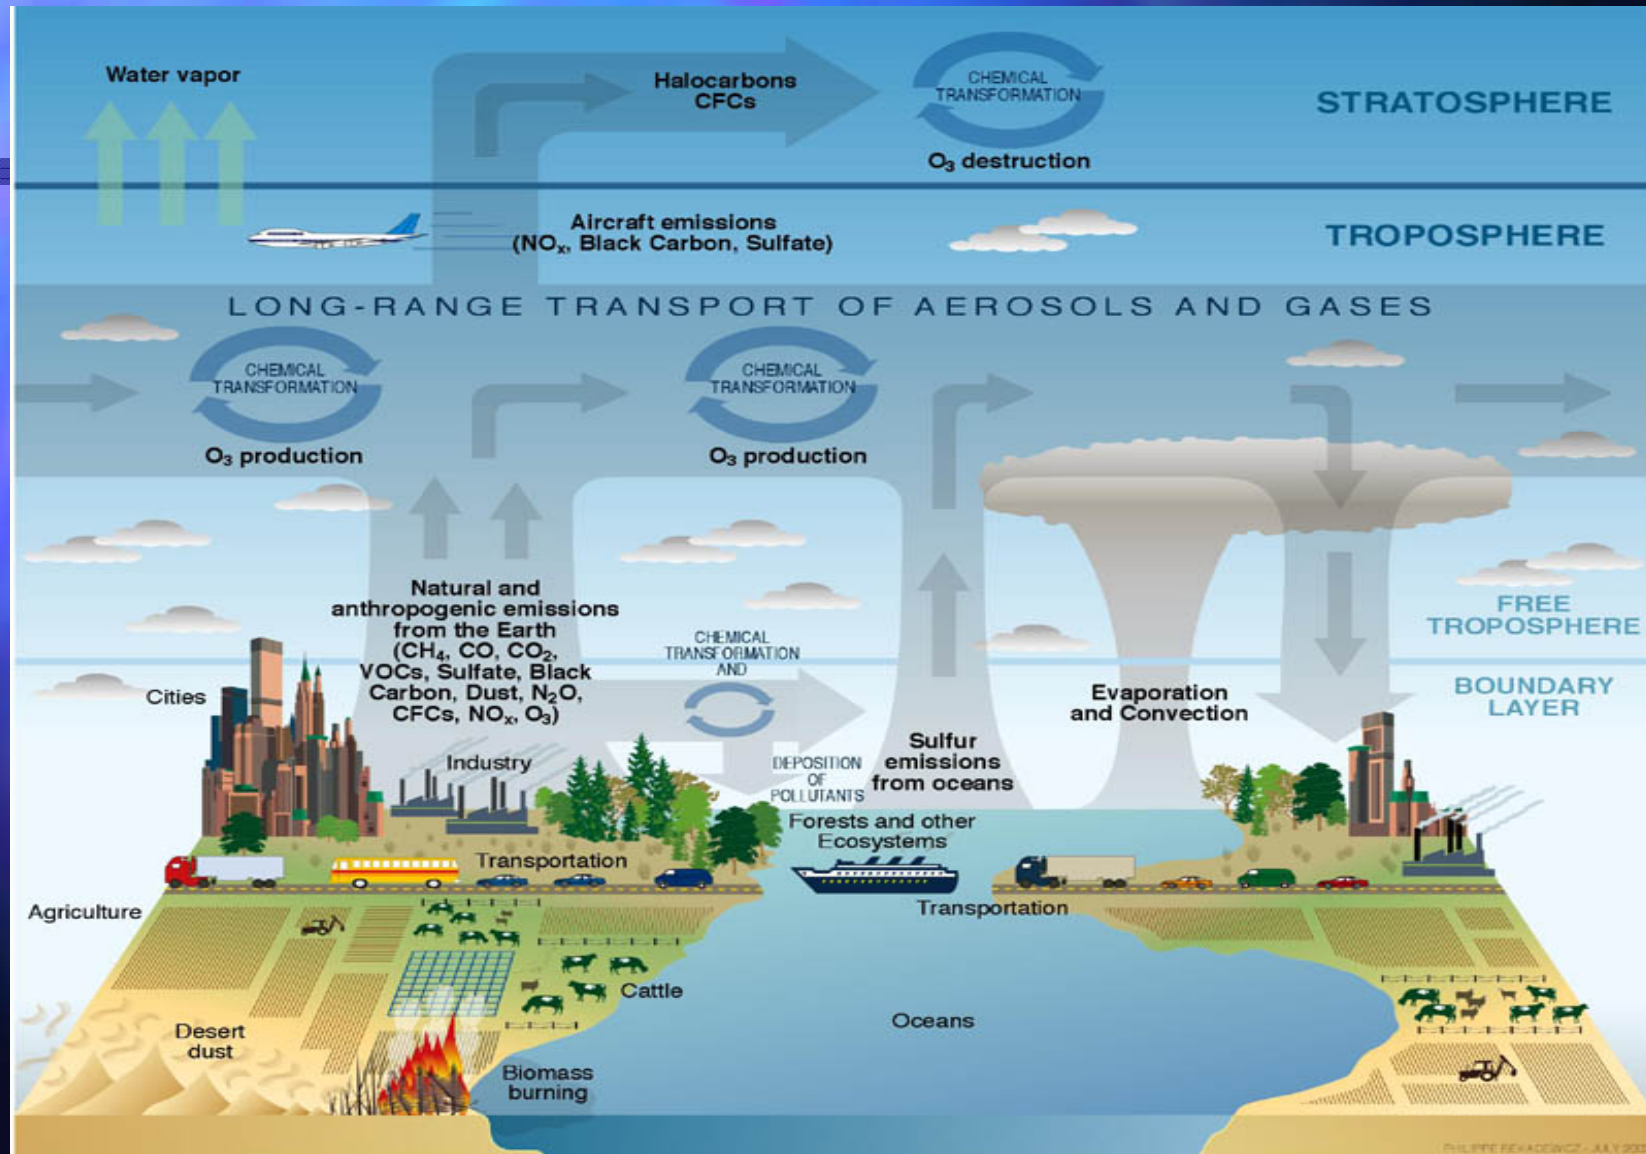 Water vapor
Halocarbons
CFCs
CHEMICAL
TRANSFORMATION
O₃ destruction
STRATOSPHERE
Aircraft emissions
(NOₓ, Black Carbon, Sulfate)
TROPOSPHERE
LONG-RANGE TRANSPORT OF AEROSOLS AND GASES
CHEMICAL
TRANSFORMATION
O₃ production
CHEMICAL
TRANSFORMATION
O₃ production
Natural and
anthropogenic emissions
from the Earth
(CH₄, CO, CO₂,
VOCs, Sulfate, Black
Carbon, Dust, N₂O,
CFCs, NOₓ, O₃)
CHEMICAL
TRANSFORMATION
AND
FREE
TROPOSPHERE
BOUNDARY
LAYER
Cities
Evaporation
and Convection
Industry
DEPOSITION
OF
POLLUTANTS
Sulfur
emissions
from oceans
Forests and other
Ecosystems
Transportation
Agriculture
Transportation
Cattle
Oceans
Desert
dust
Biomass
burning
PHILIPPE REKACEWICZ - JULY